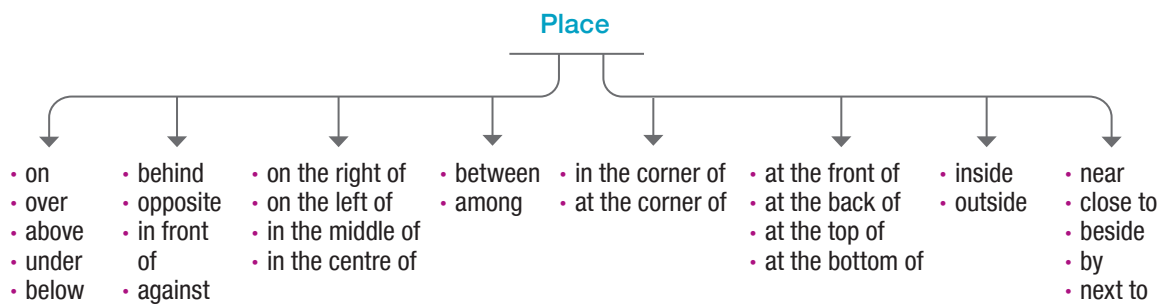 Place
• on
• over
• above
• under
• below
• behind
• opposite
• in front
of
• against
• on the right of
• on the left of
• in the middle of
• in the centre of
• between
• among
• in the corner of
• at the corner of
• at the front of
• at the back of
• at the top of
• at the bottom of
• inside
• outside
• near
• close to
• beside
• by
• next to